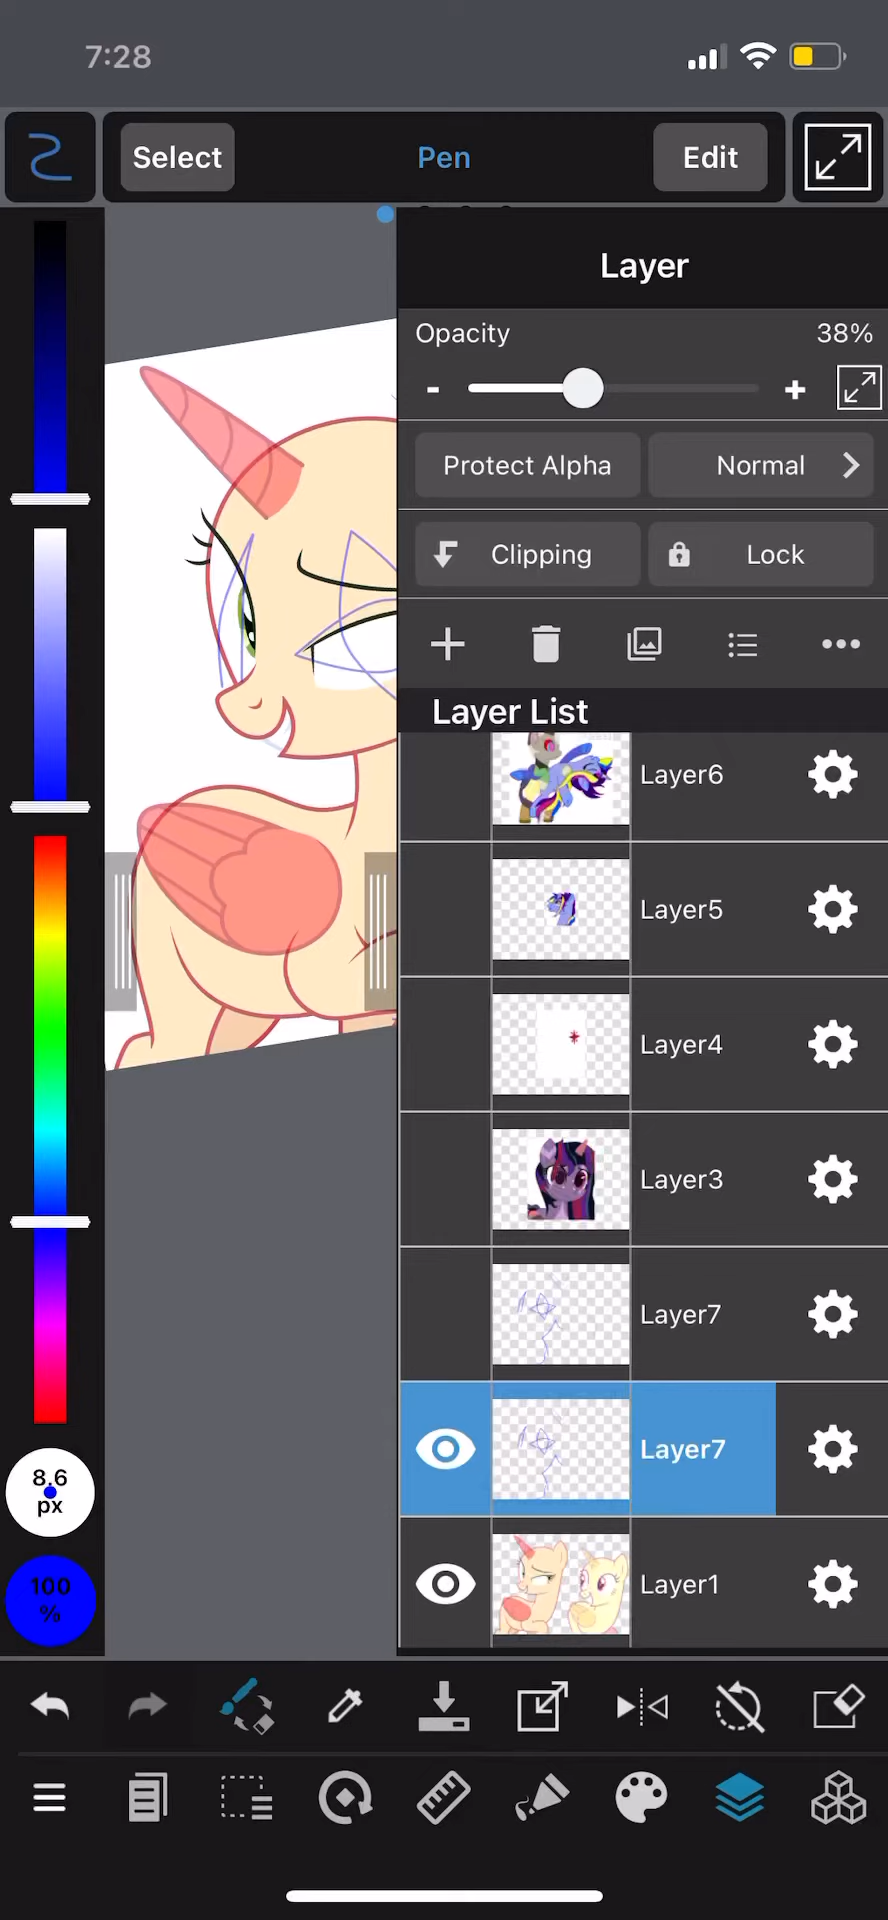 7:28
Select
Pen
Edit
Layer
Opacity
38%
-
+
Protect Alpha
Normal
Clipping
Lock
Layer List
Layer6
Layer5
Layer4
Layer3
Layer7
Layer7
Layer1
8.6
px
100
%